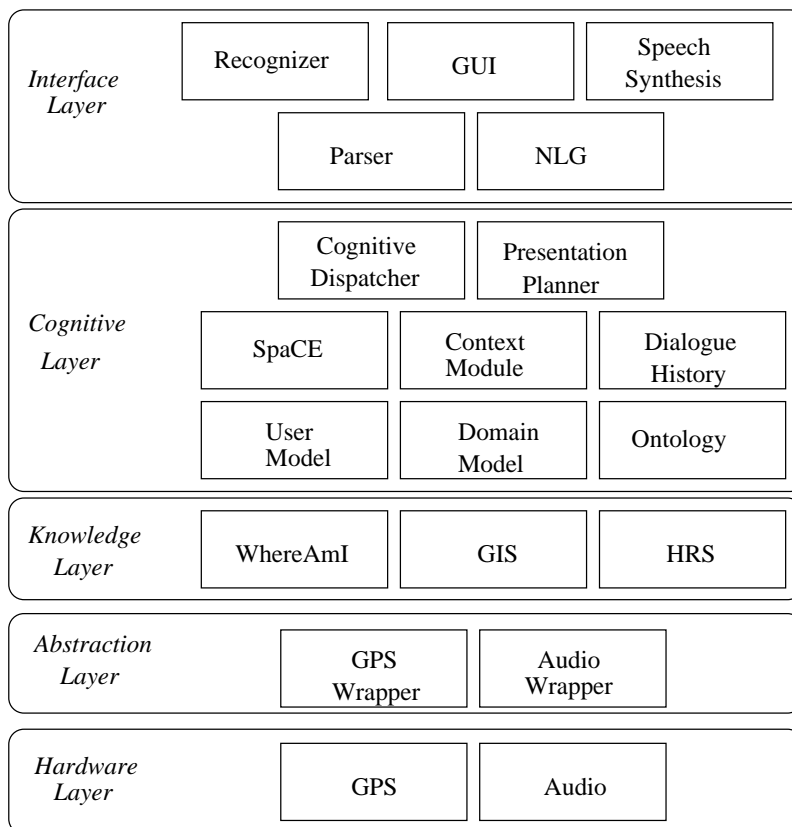 Interface
Layer
Recognizer
GUI
Speech
Synthesis
Parser
NLG
Cognitive
Layer
Cognitive
Dispatcher
Presentation
Planner
SpaCE
Context
Module
Dialogue
History
User
Model
Domain
Model
Ontology
Knowledge
Layer
WhereAmI
GIS
HRS
Abstraction
Layer
GPS
Wrapper
Audio
Wrapper
Hardware
Layer
GPS
Audio